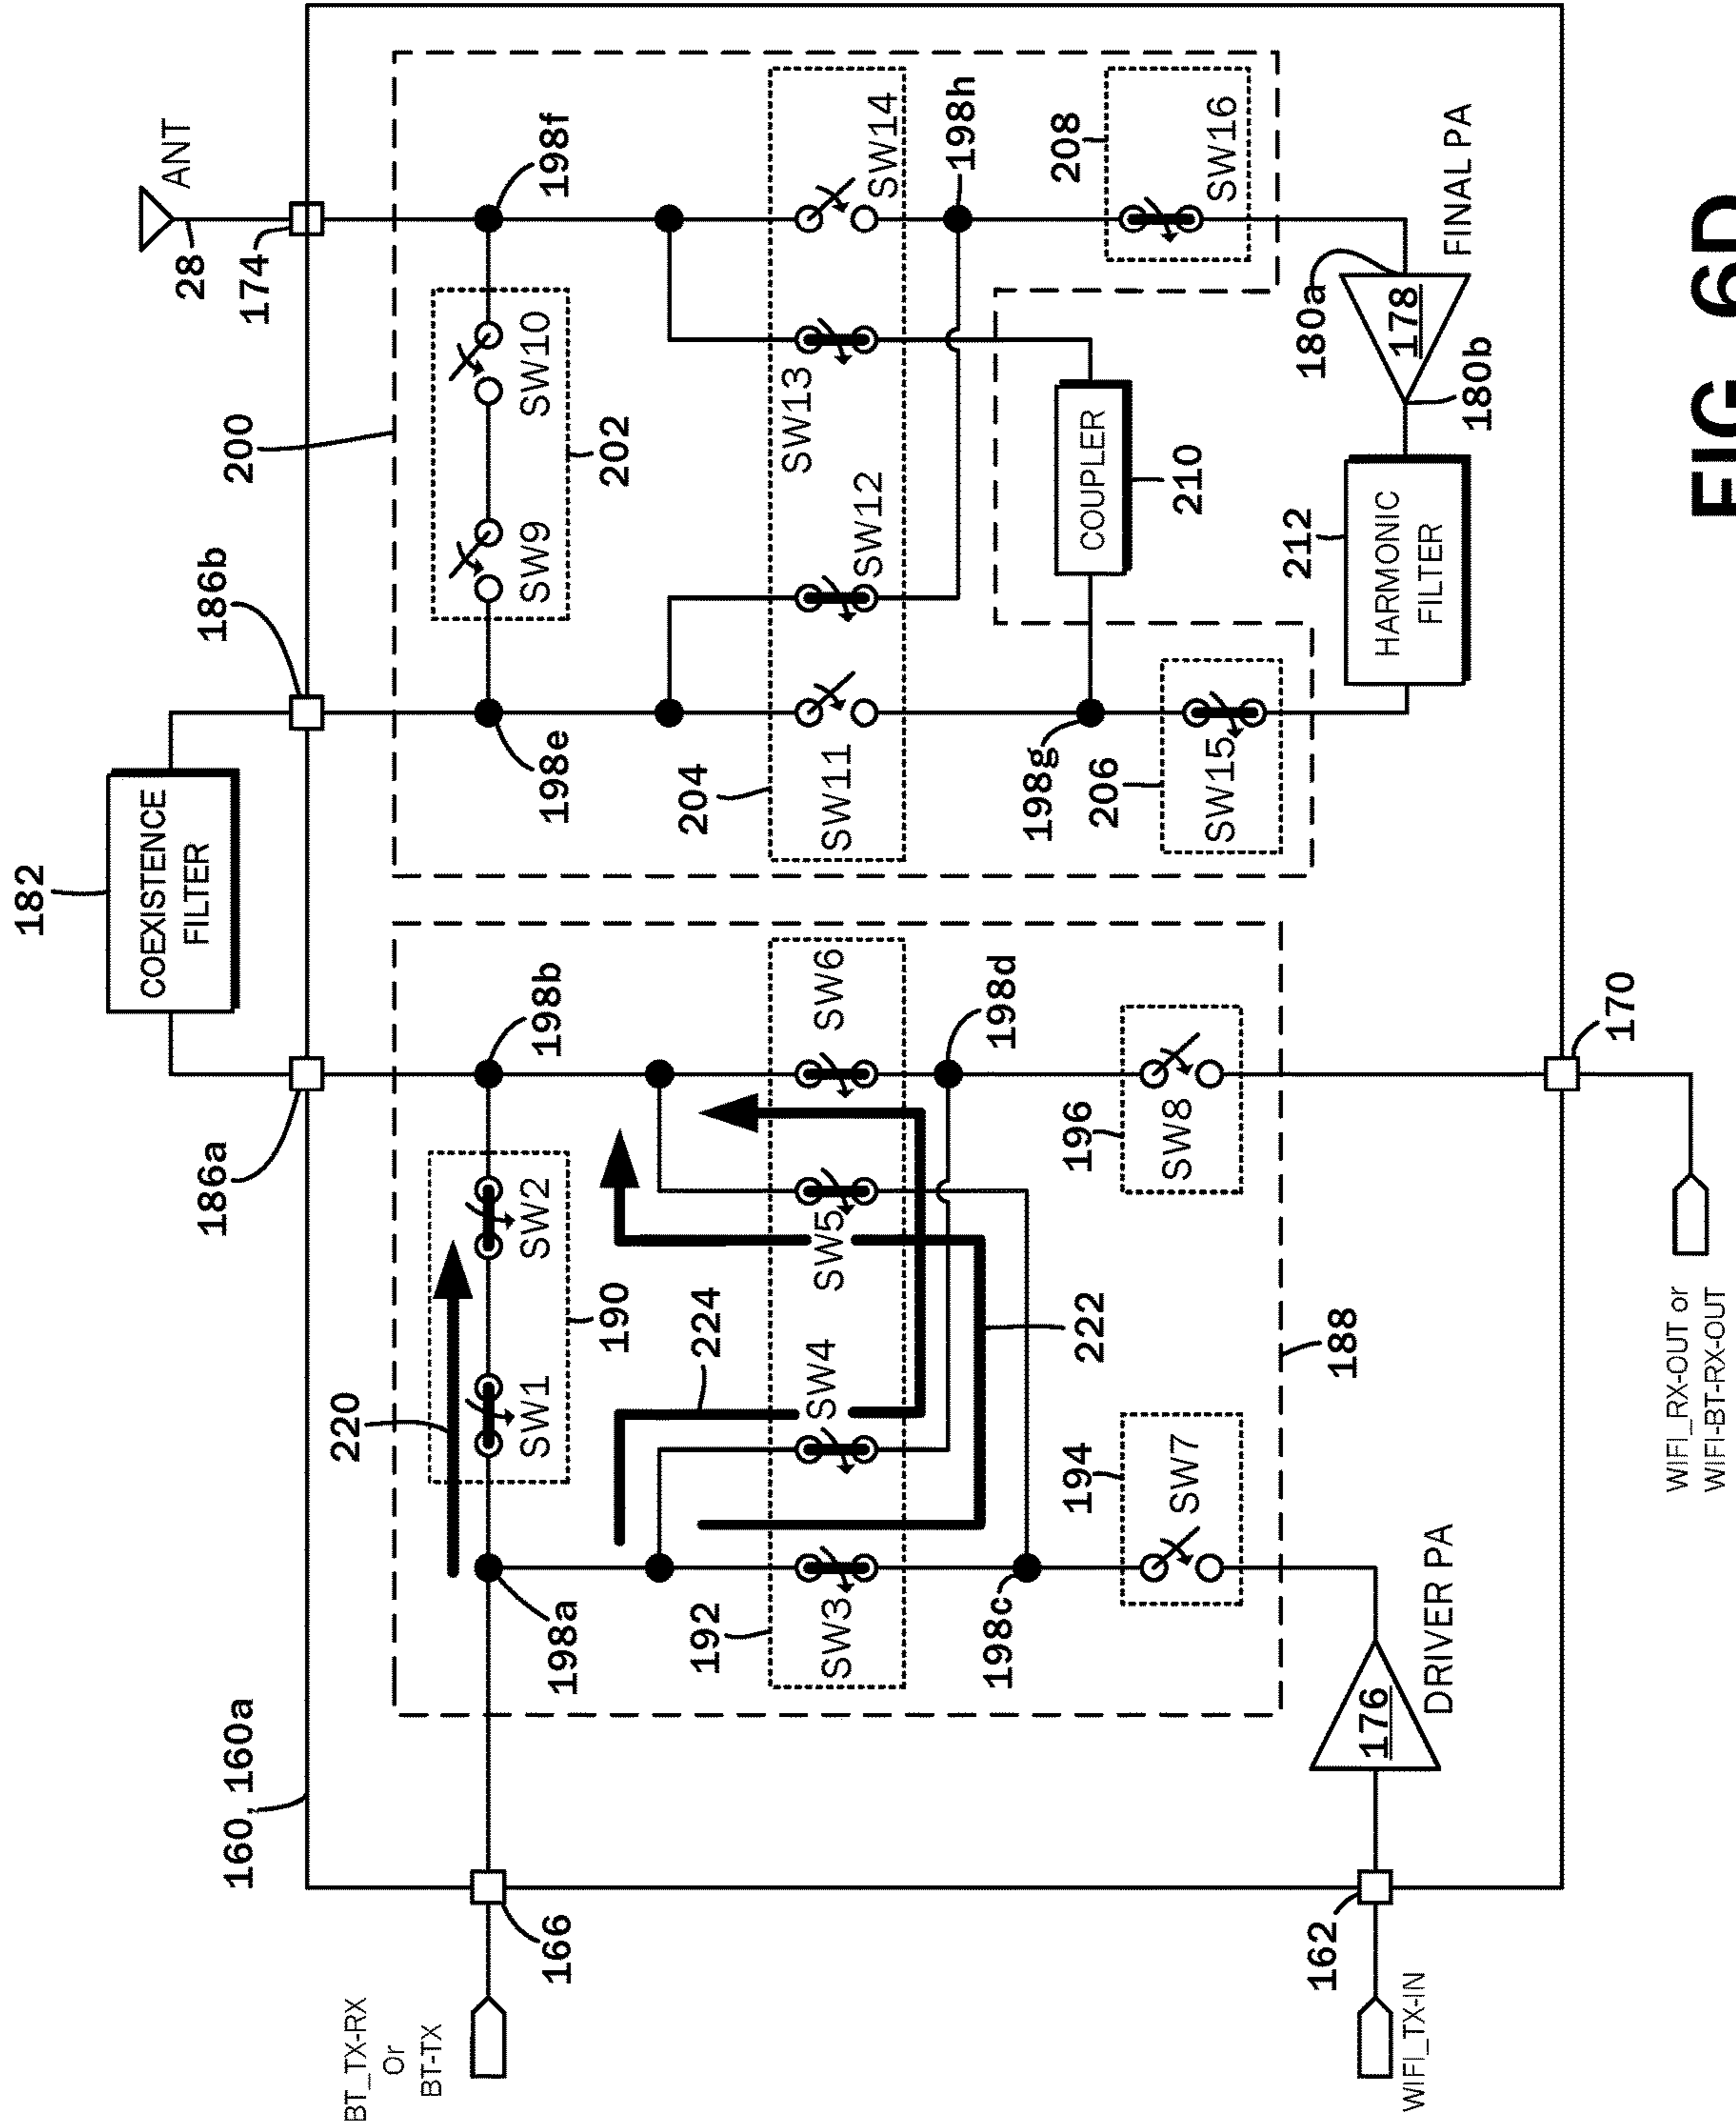 182
COEXISTENCE
FILTER
28
ANT
174
186a
186b
160, 160a
200
198f
198b
198e
220
SW1
SW2
190
SW9
SW10
202
198a
224
192
SW3
SW4
SW5
SW6
204
SW11
SW12
SW13
SW14
198d
198h
198c
222
198g
COUPLER
210
194
SW7
196
SW8
206
SW15
208
SW16
188
212
HARMONIC
FILTER
180a
178
180b
FINAL PA
176
DRIVER PA
166
BT_TX-RX
Or
BT-TX
162
WIFI_TX-IN
170
WIFI_RX-OUT or
WIFI-BT-RX-OUT
FIG. 6D